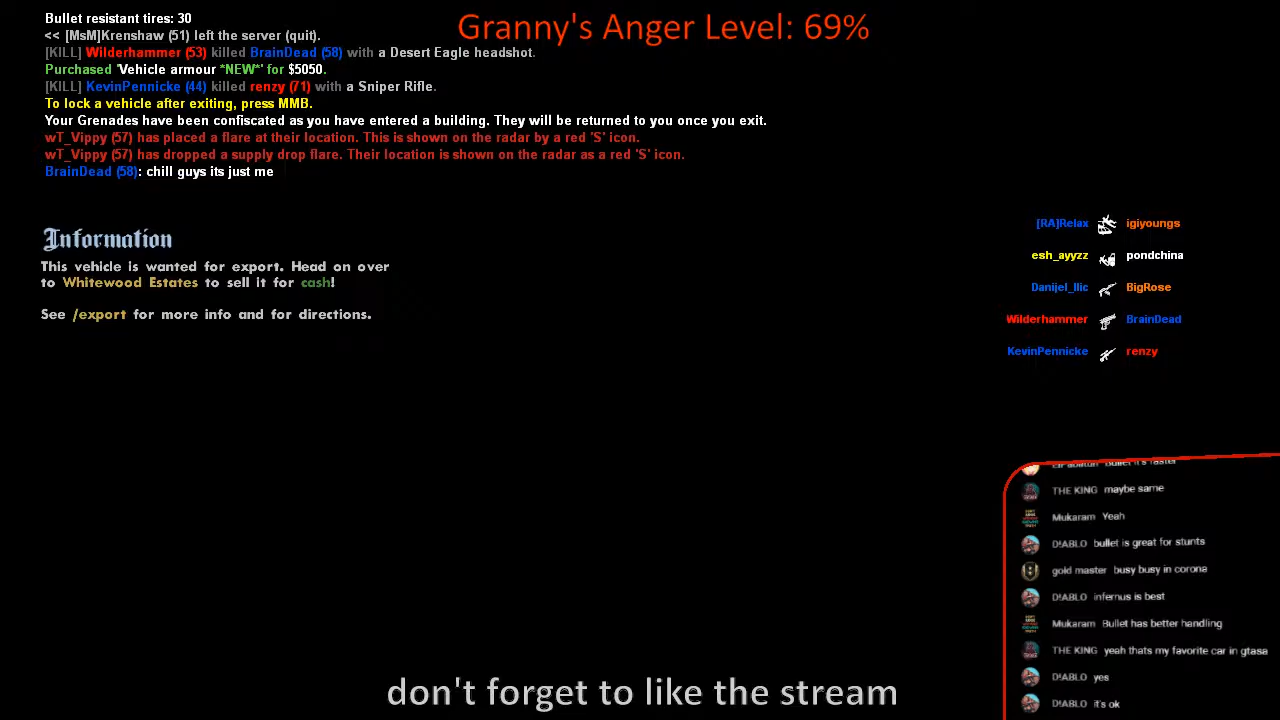 Granny's Anger Level: 69%
Bullet resistant tires: 30
<< [MsM]Krenshaw (51) left the server (quit).
[KILL] Wilderhammer (53) killed BrainDead (58) with a Desert Eagle headshot.
Purchased 'Vehicle armour *NEW*' for $5050.
[KILL] KevinPennicke (44) killed renzy (71) with a Sniper Rifle.
To lock a vehicle after exiting, press MMB.
Your Grenades have been confiscated as you have entered a building. They will be returned to you once you exit.
wT_Vippy (57) has placed a flare at their location. This is shown on the radar by a red 'S' icon.
wT_Vippy (57) has dropped a supply drop flare. Their location is shown on the radar as a red 'S' icon.
BrainDead (58): chill guys its just me
Information
This vehicle is wanted for export. Head on over
to Whitewood Estates to sell it for cash!
See /export for more info and for directions.
[RA]Relax igiyoungs
esh_ayyzz pondchina
Danijel_Ilic BigRose
Wilderhammer BrainDead
KevinPennicke renzy
Bullet it's faster
THE KING maybe same
Mukaram Yeah
D!ABLO bullet is great for stunts
gold master busy busy in corona
D!ABLO infernus is best
Mukaram Bullet has better handling
THE KING yeah thats my favorite car in gtasa
D!ABLO yes
D!ABLO it's ok
don't forget to like the stream